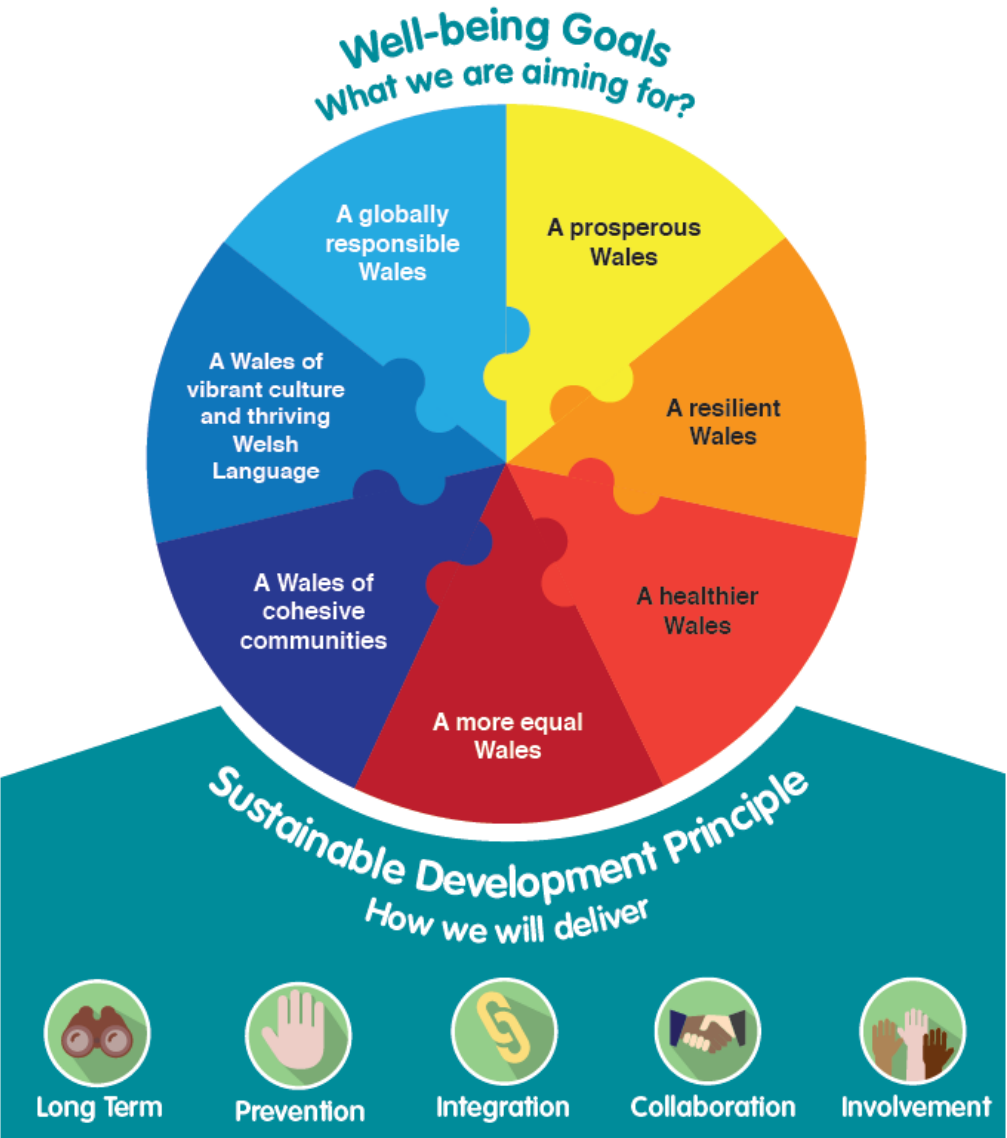 Well-being Goals
What we are aiming for?
A globally
responsible
Wales
A prosperous
Wales
A Wales of
vibrant culture
and thriving
Welsh
Language
A resilient
Wales
A Wales of
cohesive
communities
A healthier
Wales
A more equal
Wales
Sustainable Development Principle
How we will deliver
Long Term
Prevention
Integration
Collaboration
Involvement